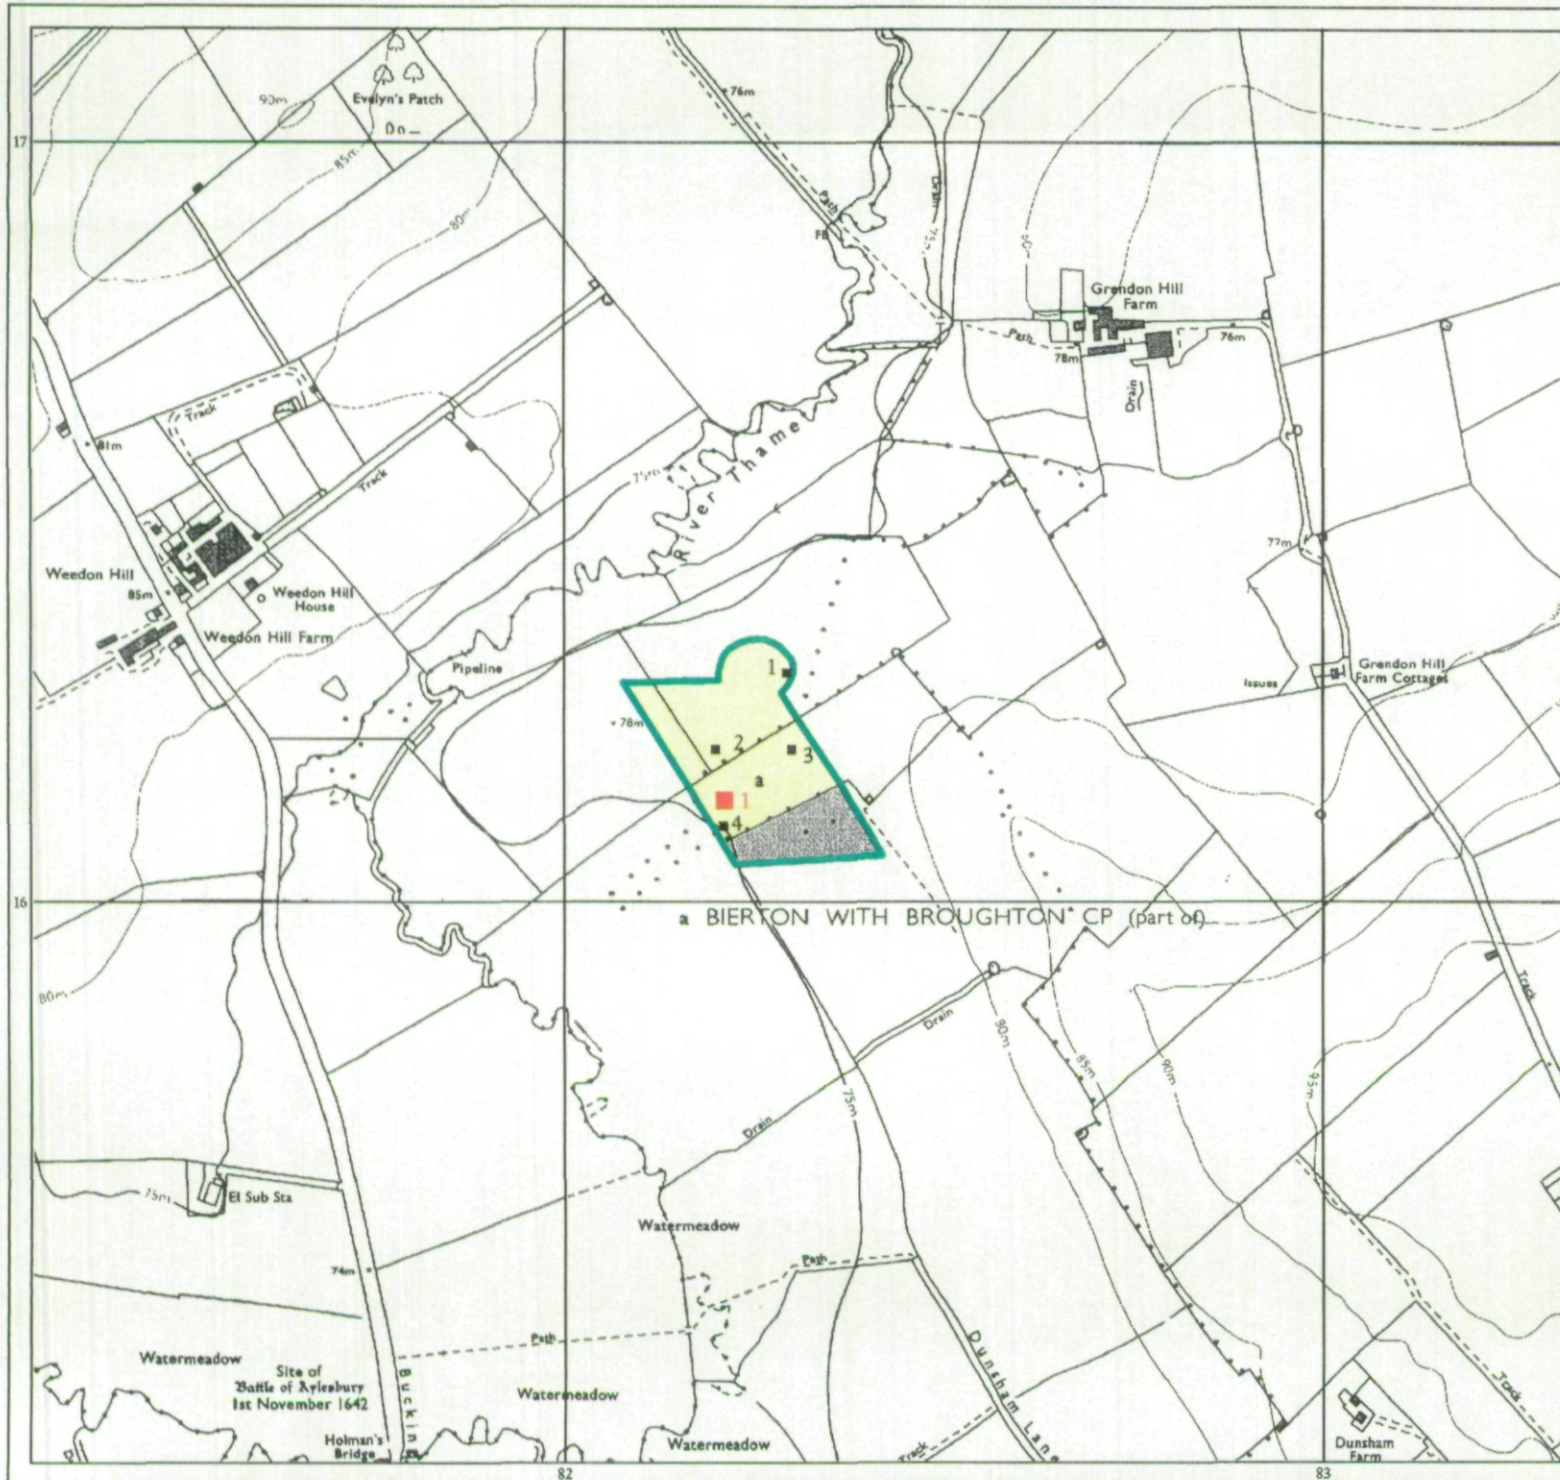 76m
90m
Evelyn's Patch
Do
17
85m
80m
Path
Drain
75m
FB
Grendon Hill
Farm
Path
78m
76m
Drain
Track
81m
Track
75m
River Thame
77m
Weedon Hill
85m
Weedon Hill
House
Weedon Hill Farm
Pipeline
1
Issues
Grendon Hill
Farm Cottages
78m
2
3
a
1
4
16
a BIERTON WITH BROUGHTON CP (part of)
80m
Track
Drain
90m
85m
90m
95m
75m
Drain
75m
El Sub Sta
Watermeadow
Path
74m
Path
Dunsham Lane
Watermeadow
Site of
Battle of Aylesbury
1st November 1642
Buckin
Watermeadow
Track
Holman's
Bridge
Watermeadow
Track
Dunsham
Farm
82
83